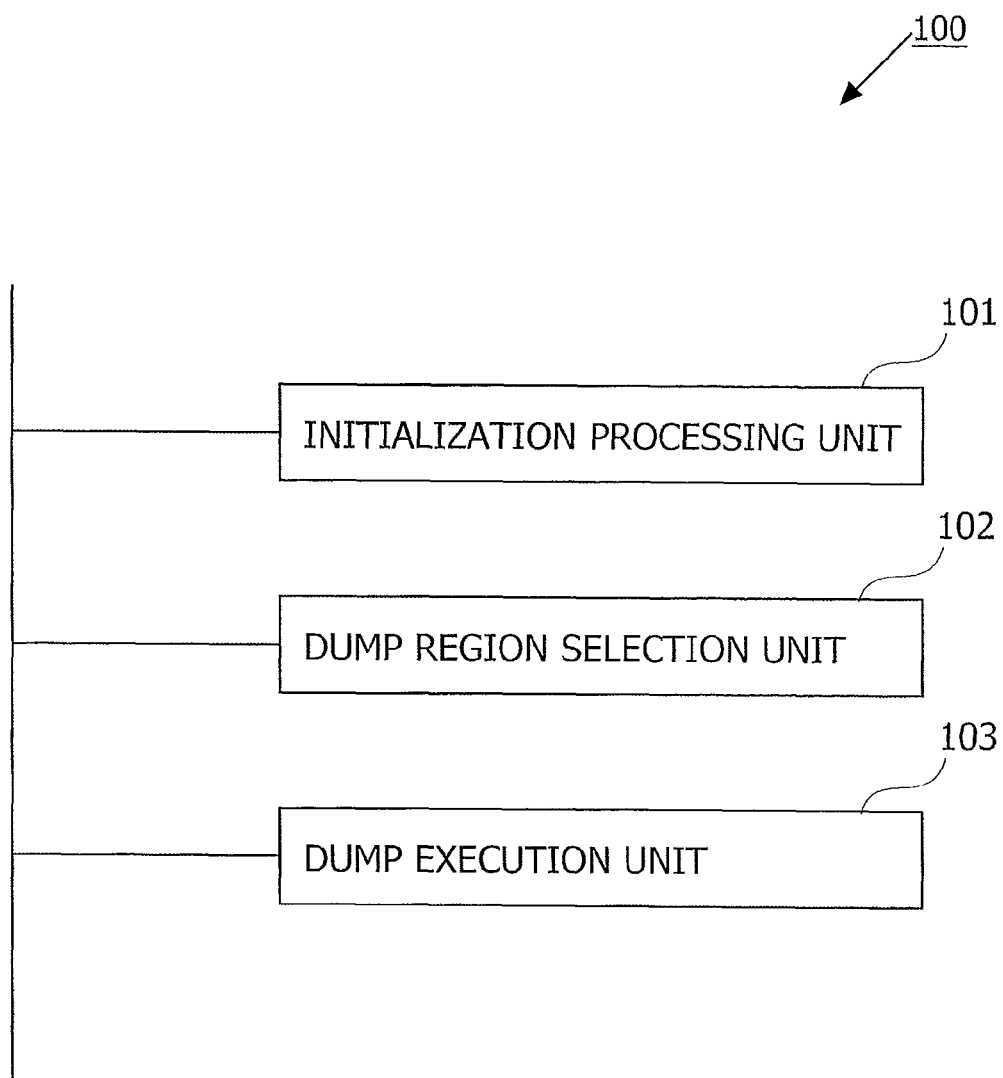 100
101
INITIALIZATION PROCESSING UNIT
102
DUMP REGION SELECTION UNIT
103
DUMP EXECUTION UNIT